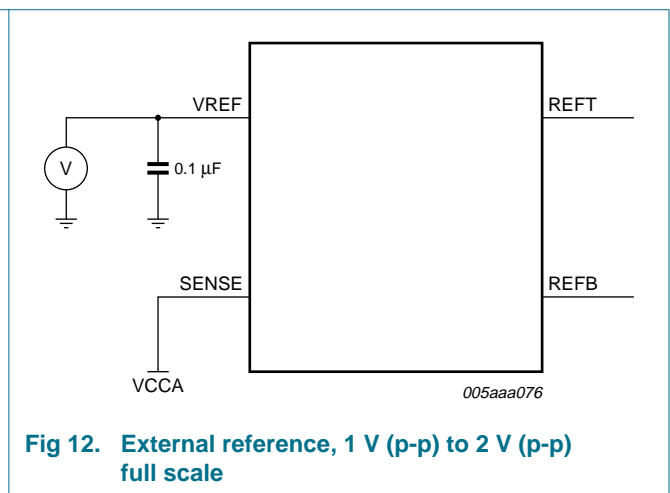 VREF
REFT
V
0.1 μF
SENSE
REFB
VCCA
005aaa076
Fig 12. External reference, 1 V (p-p) to 2 V (p-p)
full scale